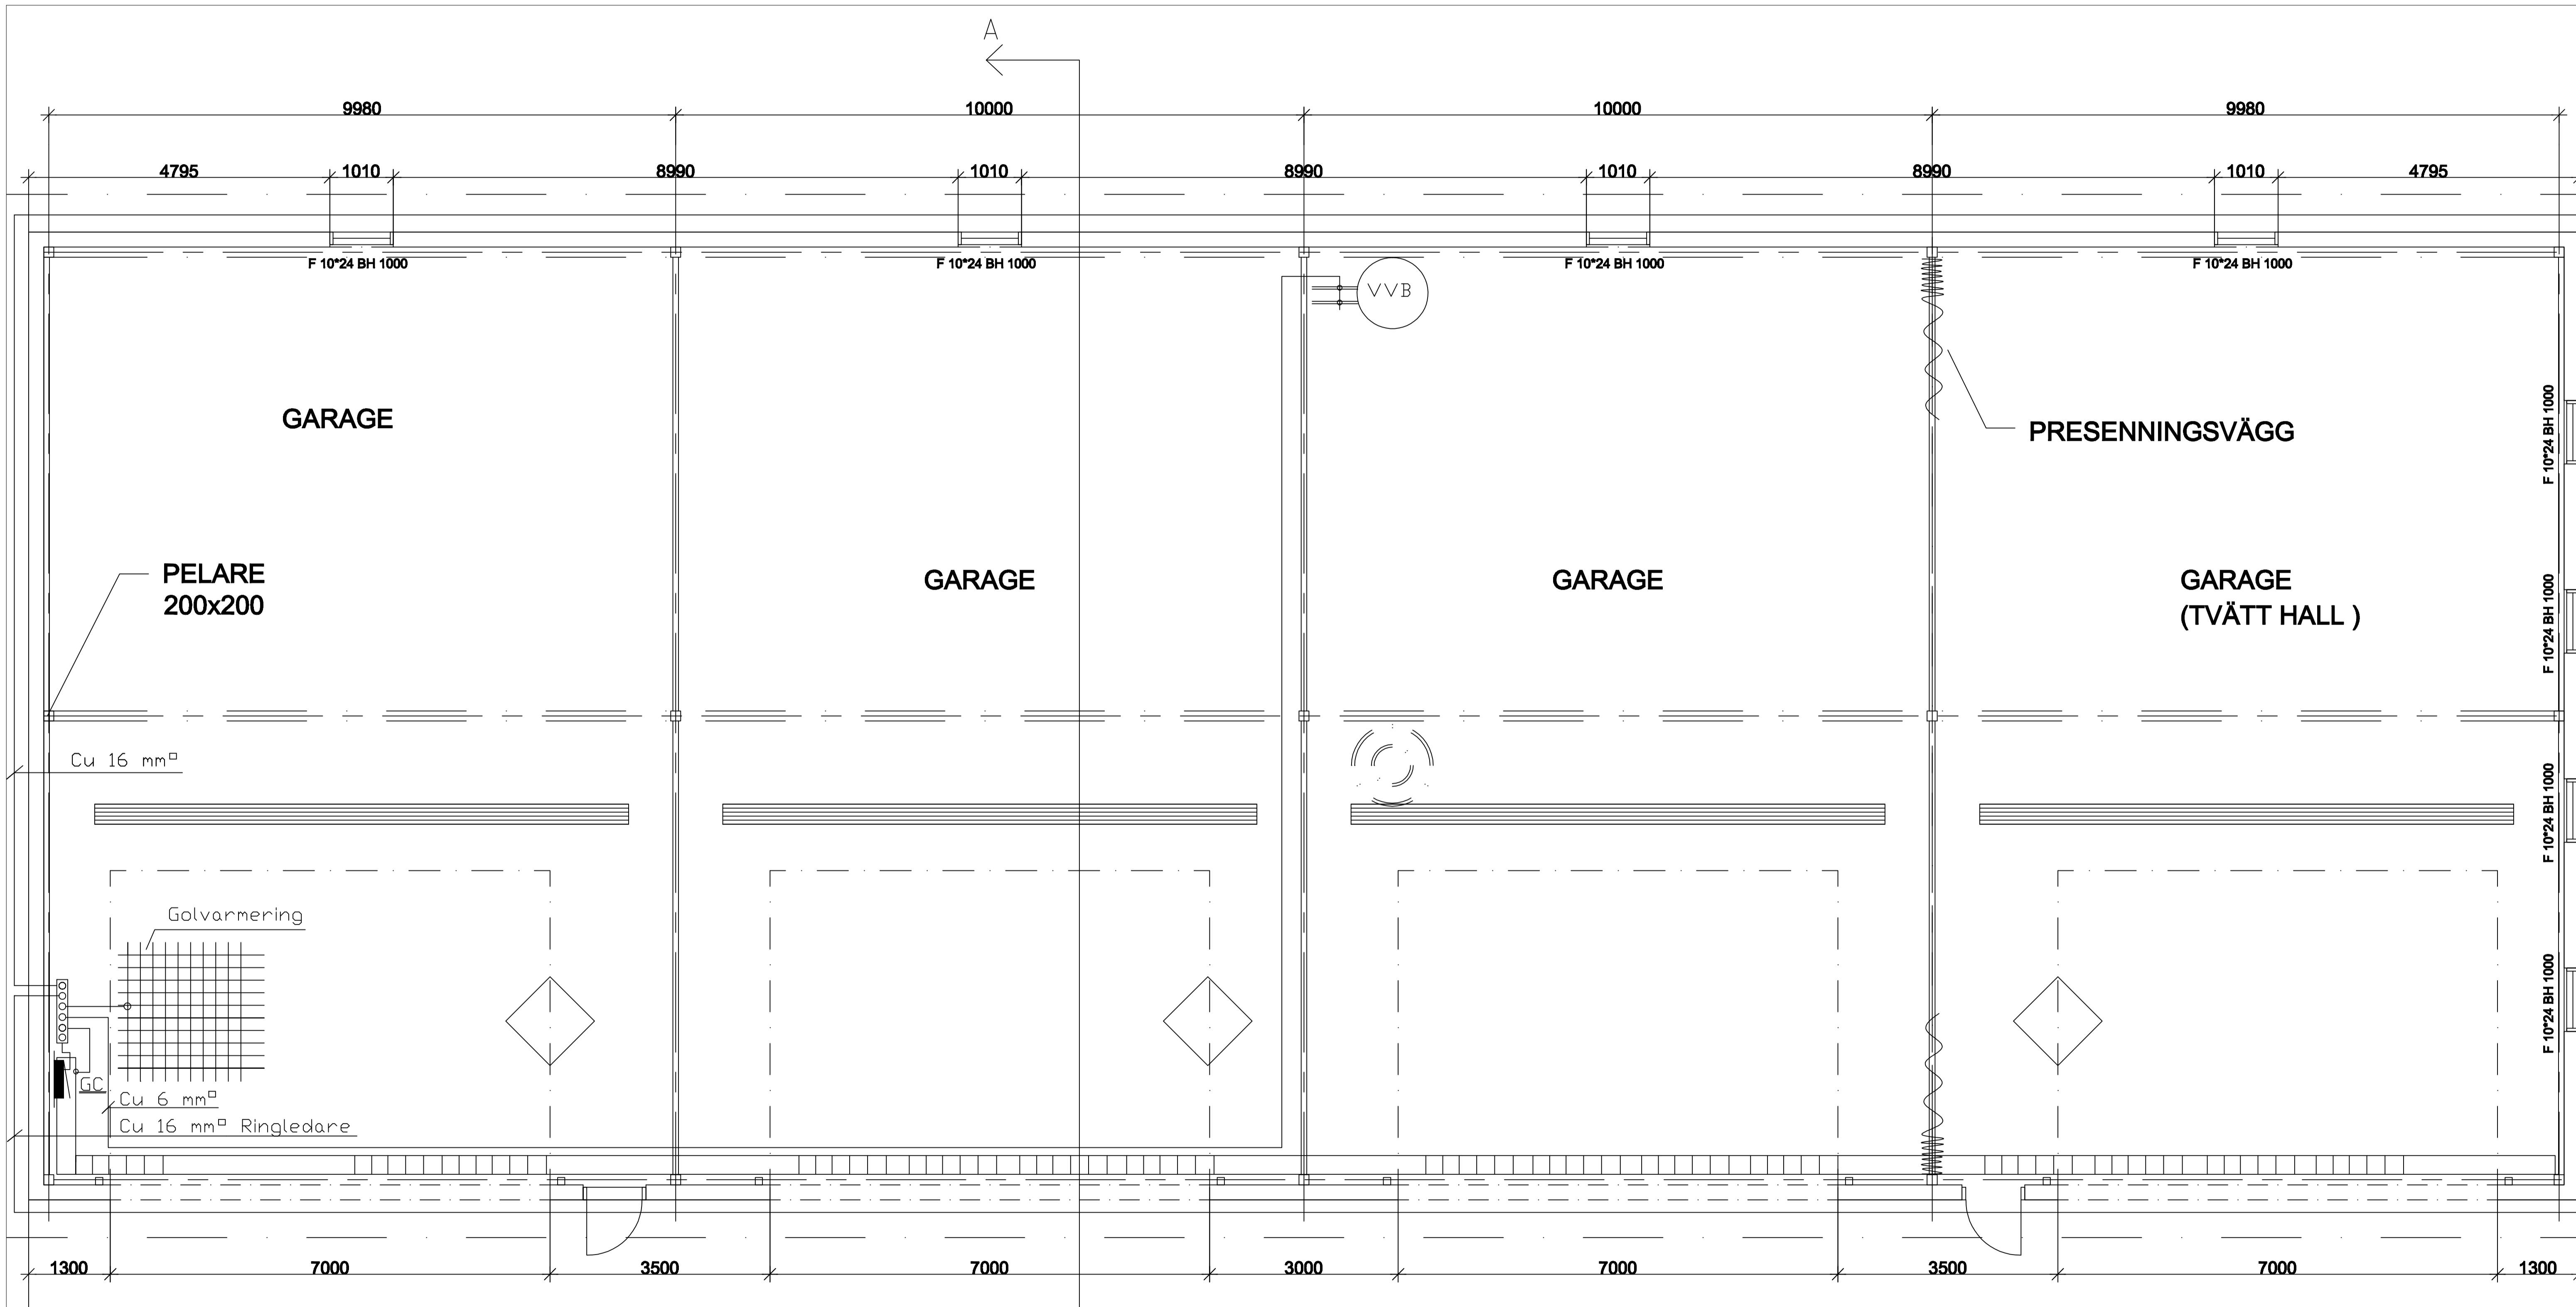 A
9980
10000
10000
9980
4795
1010
8990
1010
8990
1010
8990
1010
4795
F 10*24 BH 1000
F 10*24 BH 1000
F 10*24 BH 1000
F 10*24 BH 1000
VVB
GARAGE
PRESENNINGSVÄGG
F 10*24 BH 1000
PELARE
200x200
GARAGE
GARAGE
GARAGE
(TVÄTT HALL )
F 10*24 BH 1000
Cu 16 mm□
F 10*24 BH 1000
Golvarmering
F 10*24 BH 1000
GC
Cu 6 mm□
Cu 16 mm□ Ringledare
1300
7000
3500
7000
3000
7000
3500
7000
1300